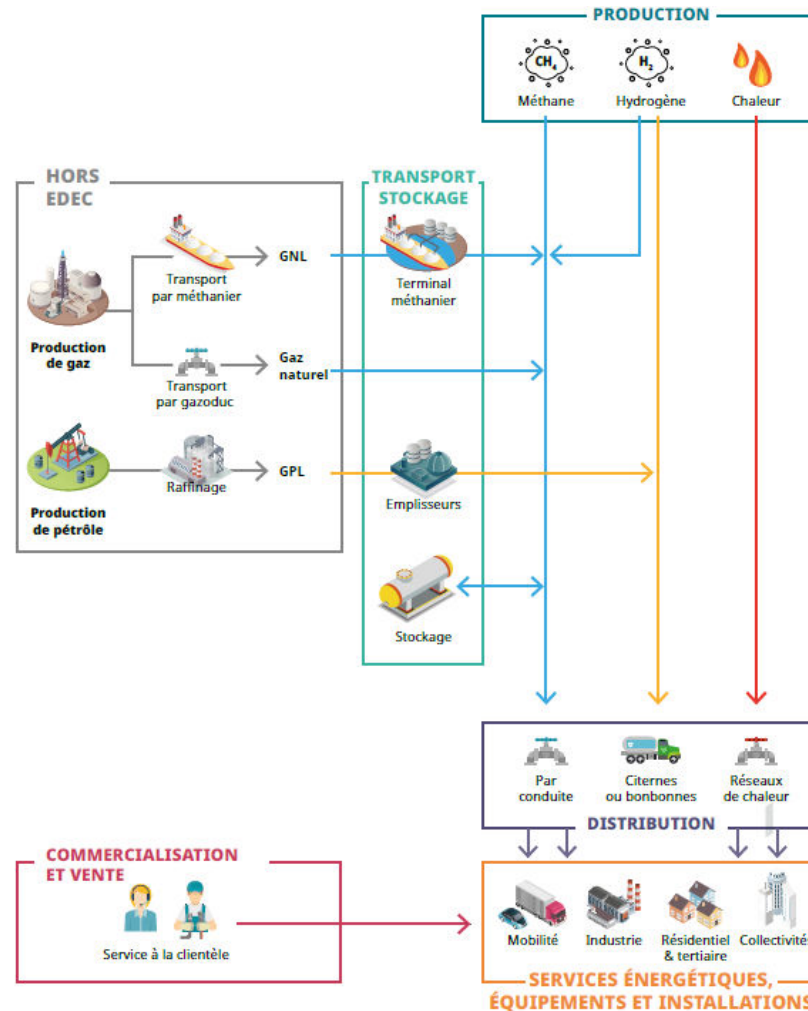 PRODUCTION
CH4
H2
Méthane
Hydrogène
Chaleur
HORS
EDEC
TRANSPORT
STOCKAGE
Transport
par méthanier
GNL
Terminal
méthanier
Production
de gaz
Transport
par gazoduc
Gaz
naturel
Raffinage
GPL
Emplisseurs
Production
de pétrôle
Stockage
Par
conduite
Citernes
ou bonbonnes
Réseaux
de chaleur
DISTRIBUTION
COMMERCIALISATION
ET VENTE
Service à la clientèle
Mobilité
Industrie
Résidentiel
& tertiaire
Collectivités
SERVICES ÉNERGÉTIQUES,
ÉQUIPEMENTS ET INSTALLATIONS